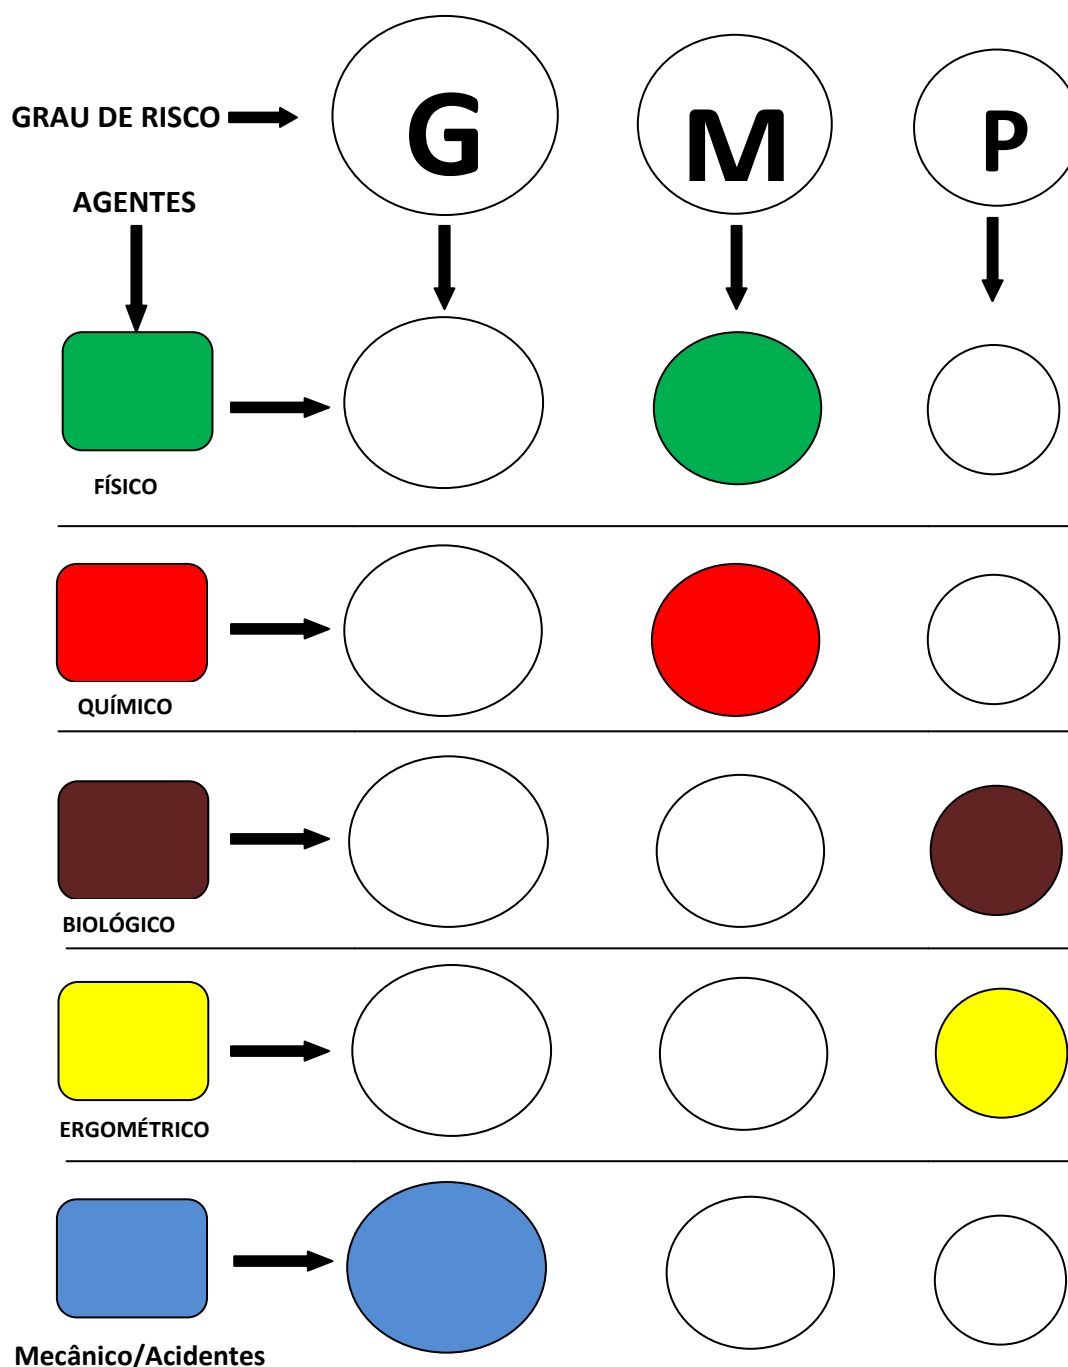 GRAU DE RISCO
G
M
P
AGENTES
FÍSICO
QUÍMICO
BIOLÓGICO
ERGOMÉTRICO
Mecânico/Acidentes